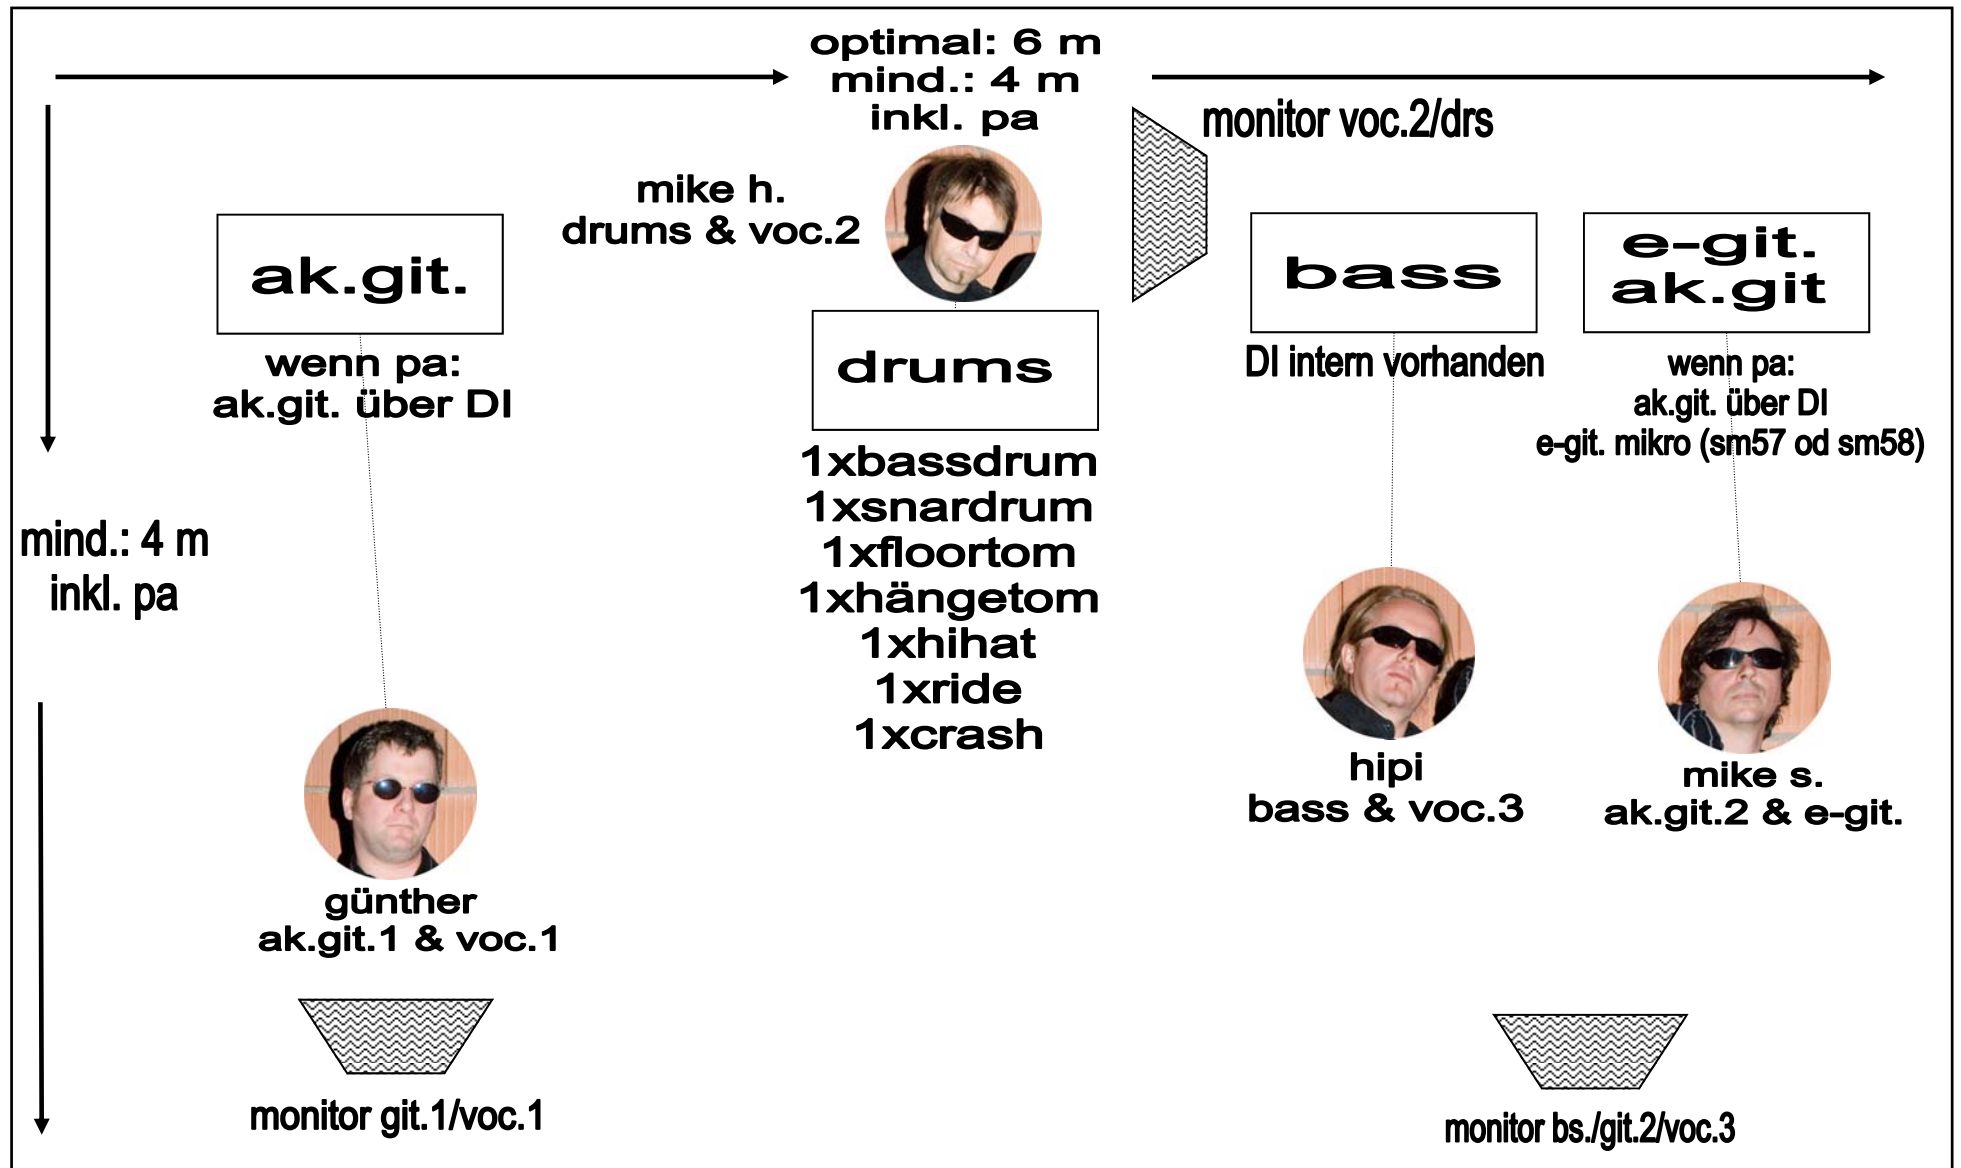 optimal: 6 m
mind.: 4 m
inkl. pa
monitor voc.2/drs
mike h.
drums & voc.2
ak.git.
wenn pa:
ak.git. über DI
drums
1xbassdrum
1xsnardrum
1xfloortom
1xhängetom
1xhihat
1xride
1xcrash
bass
DI intern vorhanden
e-git.
ak.git
wenn pa:
ak.git. über DI
e-git. mikro (sm57 od sm58)
mind.: 4 m
inkl. pa
günther
ak.git.1 & voc.1
hipi
bass & voc.3
mike s.
ak.git.2 & e-git.
monitor git.1/voc.1
monitor bs./git.2/voc.3